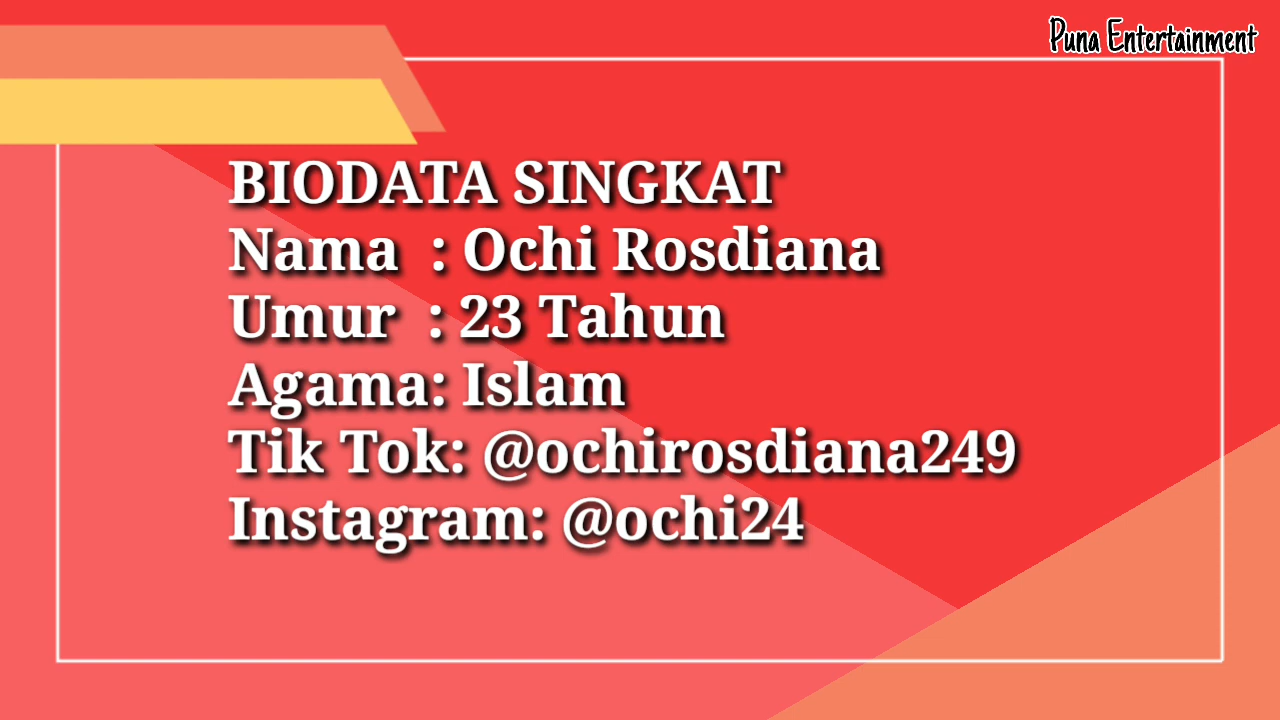 Puna Entertainment
BIODATA SINGKAT
Nama  : Ochi Rosdiana
Umur  : 23 Tahun
Agama: Islam
Tik Tok: @ochirosdiana249
Instagram: @ochi24